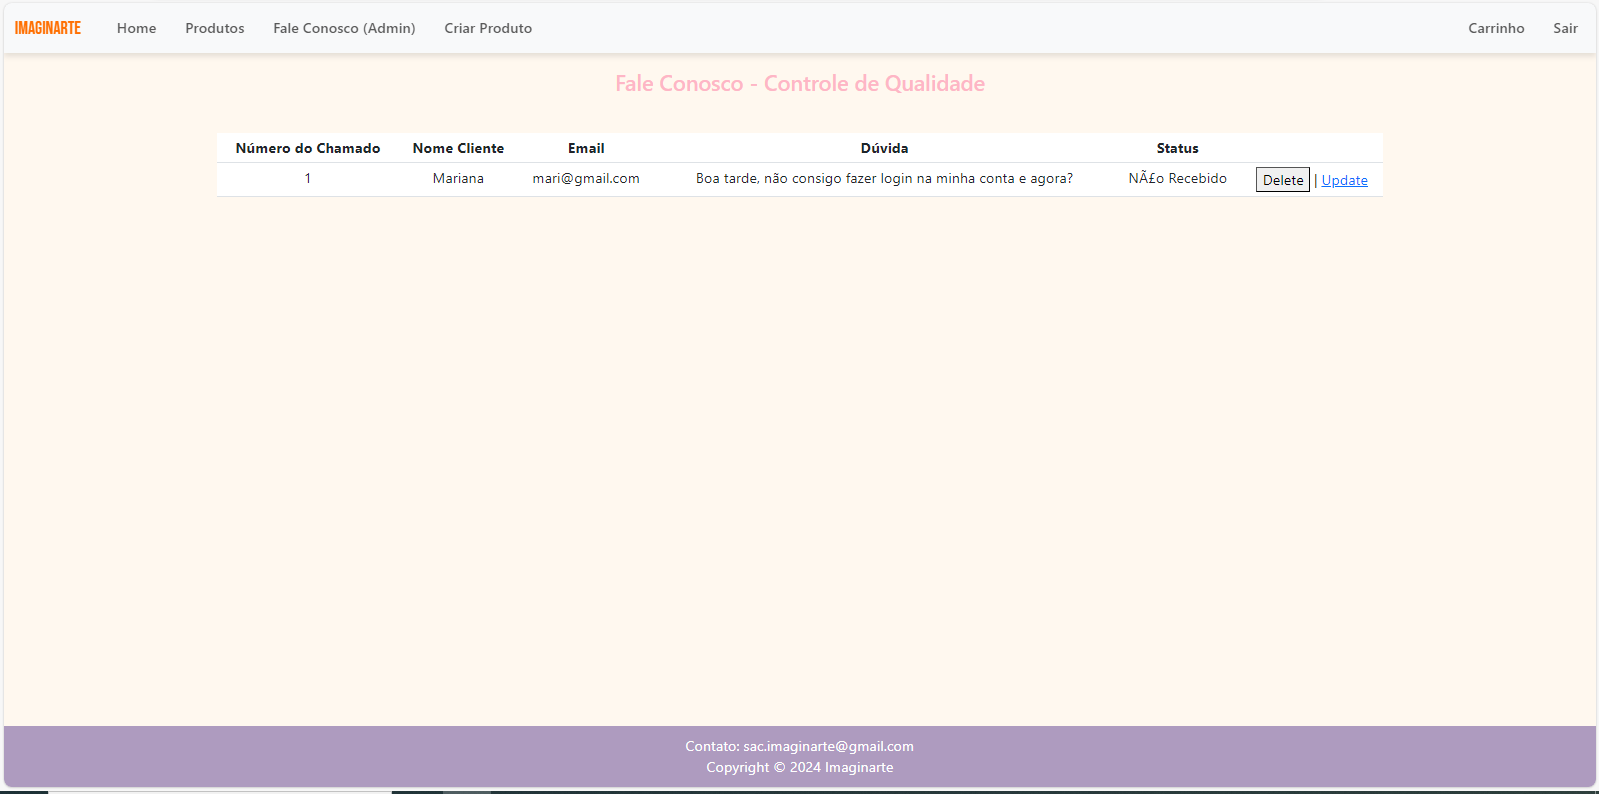 IMAGINARTE Home Produtos Fale Conosco (Admin) Criar Produto Carrinho Sair
Fale Conosco - Controle de Qualidade
Número do Chamado Nome Cliente Email Dúvida Status
1 Mariana mari@gmail.com Boa tarde, não consigo fazer login na minha conta e agora? NÃ£o Recebido Delete | Update
Contato: sac.imaginarte@gmail.com
Copyright © 2024 Imaginarte